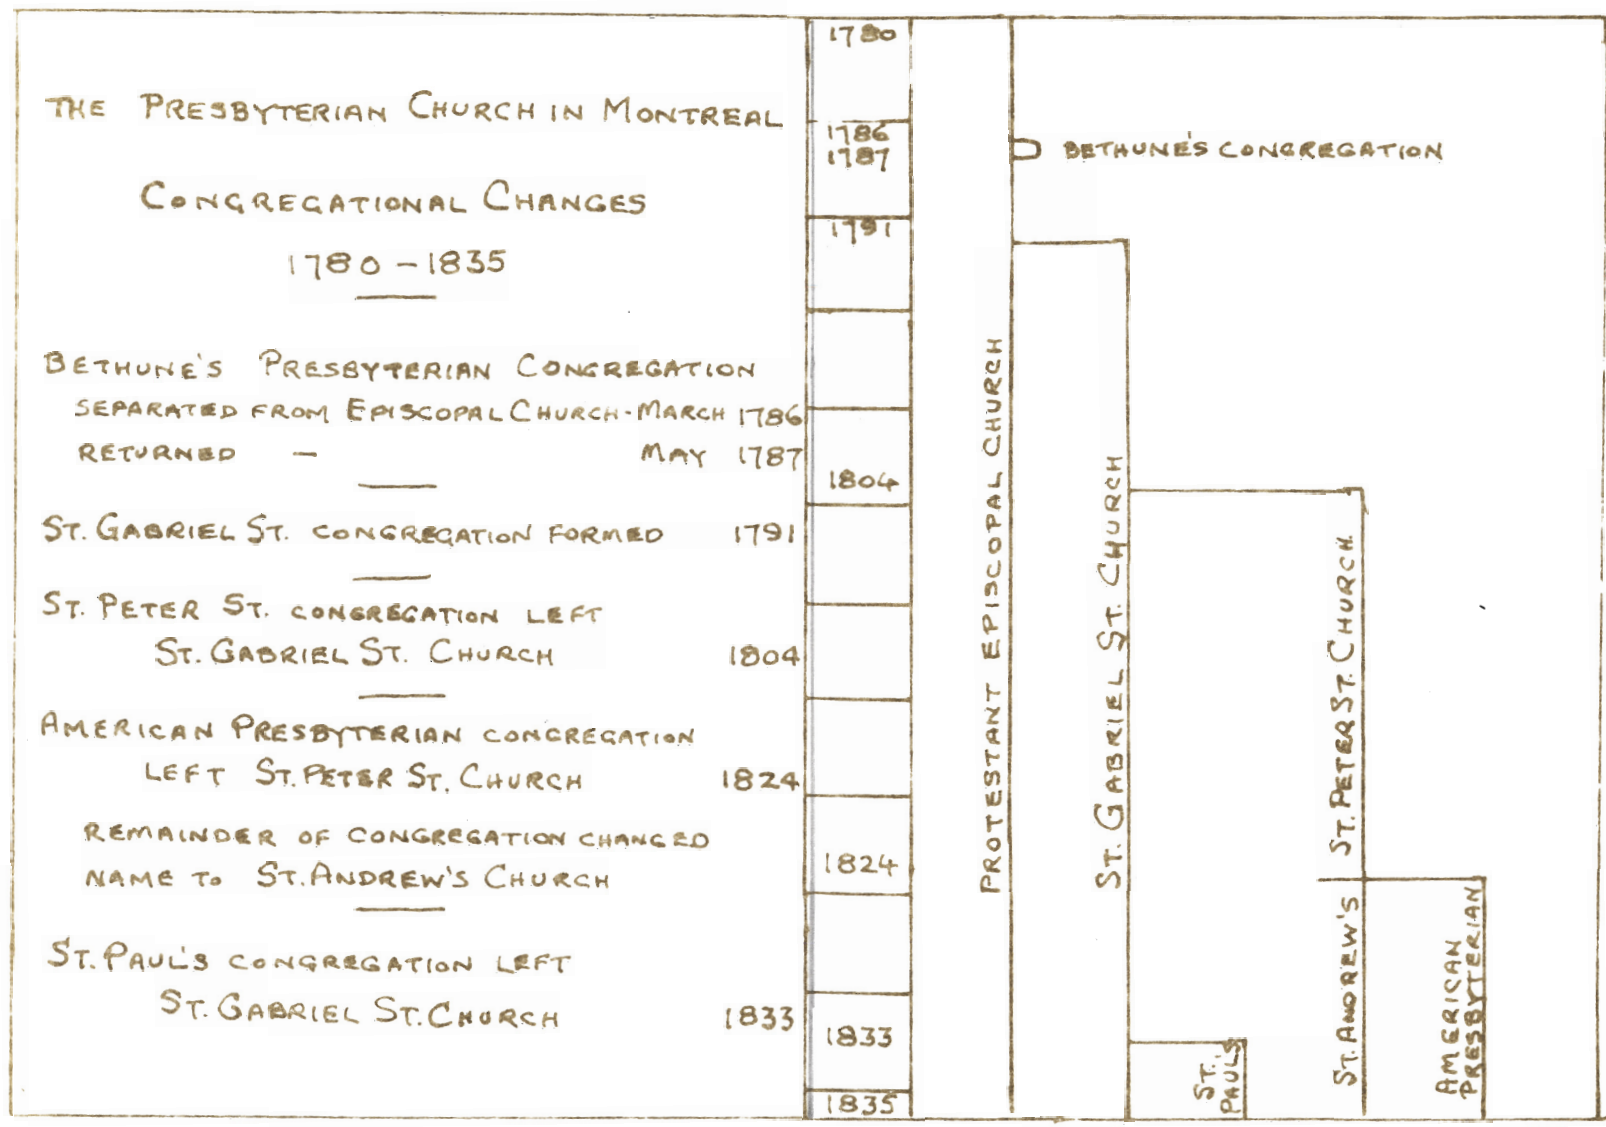 THE PRESBYTERIAN CHURCH IN MONTREAL
CONGREGATIONAL CHANGES
1780 - 1835
BETHUNE'S PRESBYTERIAN CONGREGATION
SEPARATED FROM EPISCOPAL CHURCH - MARCH 1786
RETURNED - MAY 1787
ST. GABRIEL ST. CONGREGATION FORMED 1791
ST. PETER ST. CONGREGATION LEFT
ST. GABRIEL ST. CHURCH 1804
AMERICAN PRESBYTERIAN CONGREGATION
LEFT ST. PETER ST. CHURCH 1824
REMAINDER OF CONGREGATION CHANGED
NAME TO ST. ANDREW'S CHURCH
ST. PAUL'S CONGREGATION LEFT
ST. GABRIEL ST. CHURCH 1833
1780
1786
1787
1791
1804
1824
1833
1835
BETHUNE'S CONGREGATION
PROTESTANT EPISCOPAL CHURCH
ST. GABRIEL ST. CHURCH
ST. PETER ST. CHURCH
ST. PAUL'S
ST. ANDREW'S
AMERICAN
PRESBYTERIAN